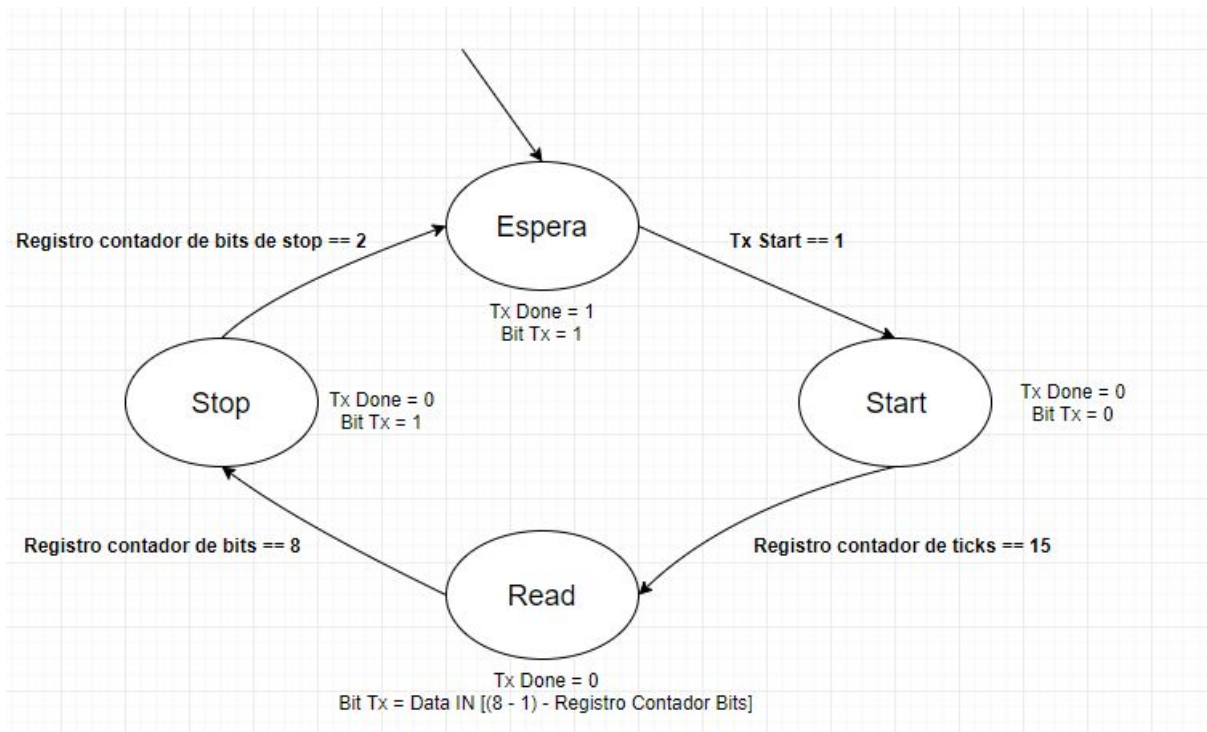 Espera
Registro contador de bits de stop == 2
Tx Start == 1
Tx Done = 1
Bit Tx = 1
Stop
Tx Done = 0
Bit Tx = 1
Start
Tx Done = 0
Bit Tx = 0
Registro contador de bits == 8
Registro contador de ticks == 15
Read
Tx Done = 0
Bit Tx = Data IN [(8 - 1) - Registro Contador Bits]